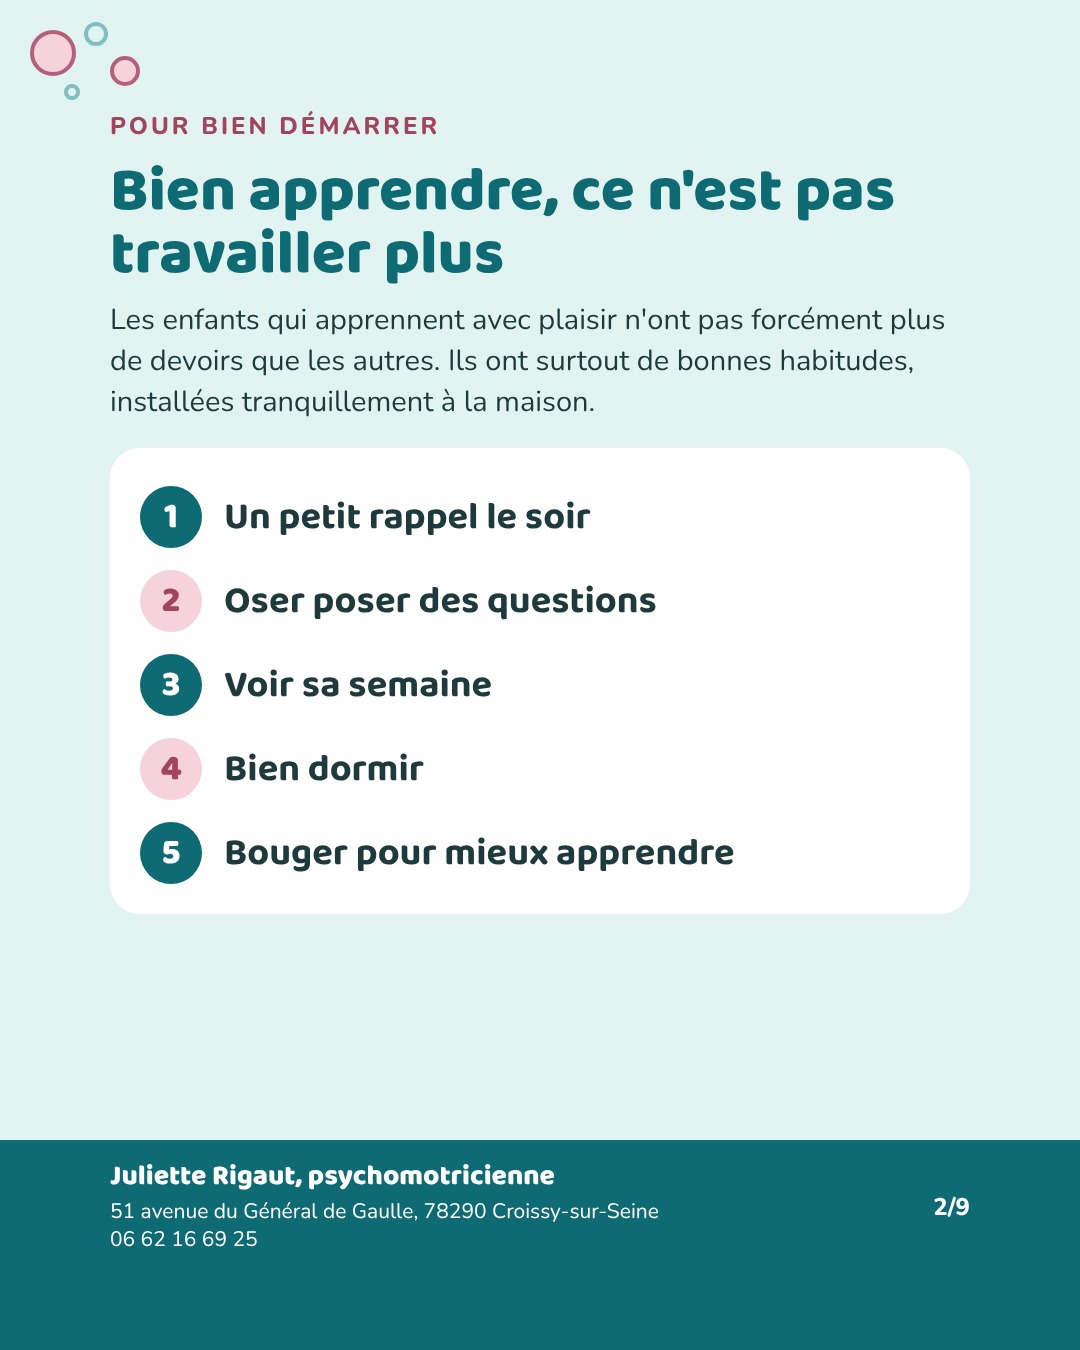 POUR BIEN DÉMARRER
Bien apprendre, ce n'est pas
travailler plus
Les enfants qui apprennent avec plaisir n'ont pas forcément plus
de devoirs que les autres. Ils ont surtout de bonnes habitudes,
installées tranquillement à la maison.
1 Un petit rappel le soir
2 Oser poser des questions
3 Voir sa semaine
4 Bien dormir
5 Bouger pour mieux apprendre
Juliette Rigaut, psychomotricienne
51 avenue du Général de Gaulle, 78290 Croissy-sur-Seine
06 62 16 69 25
2/9